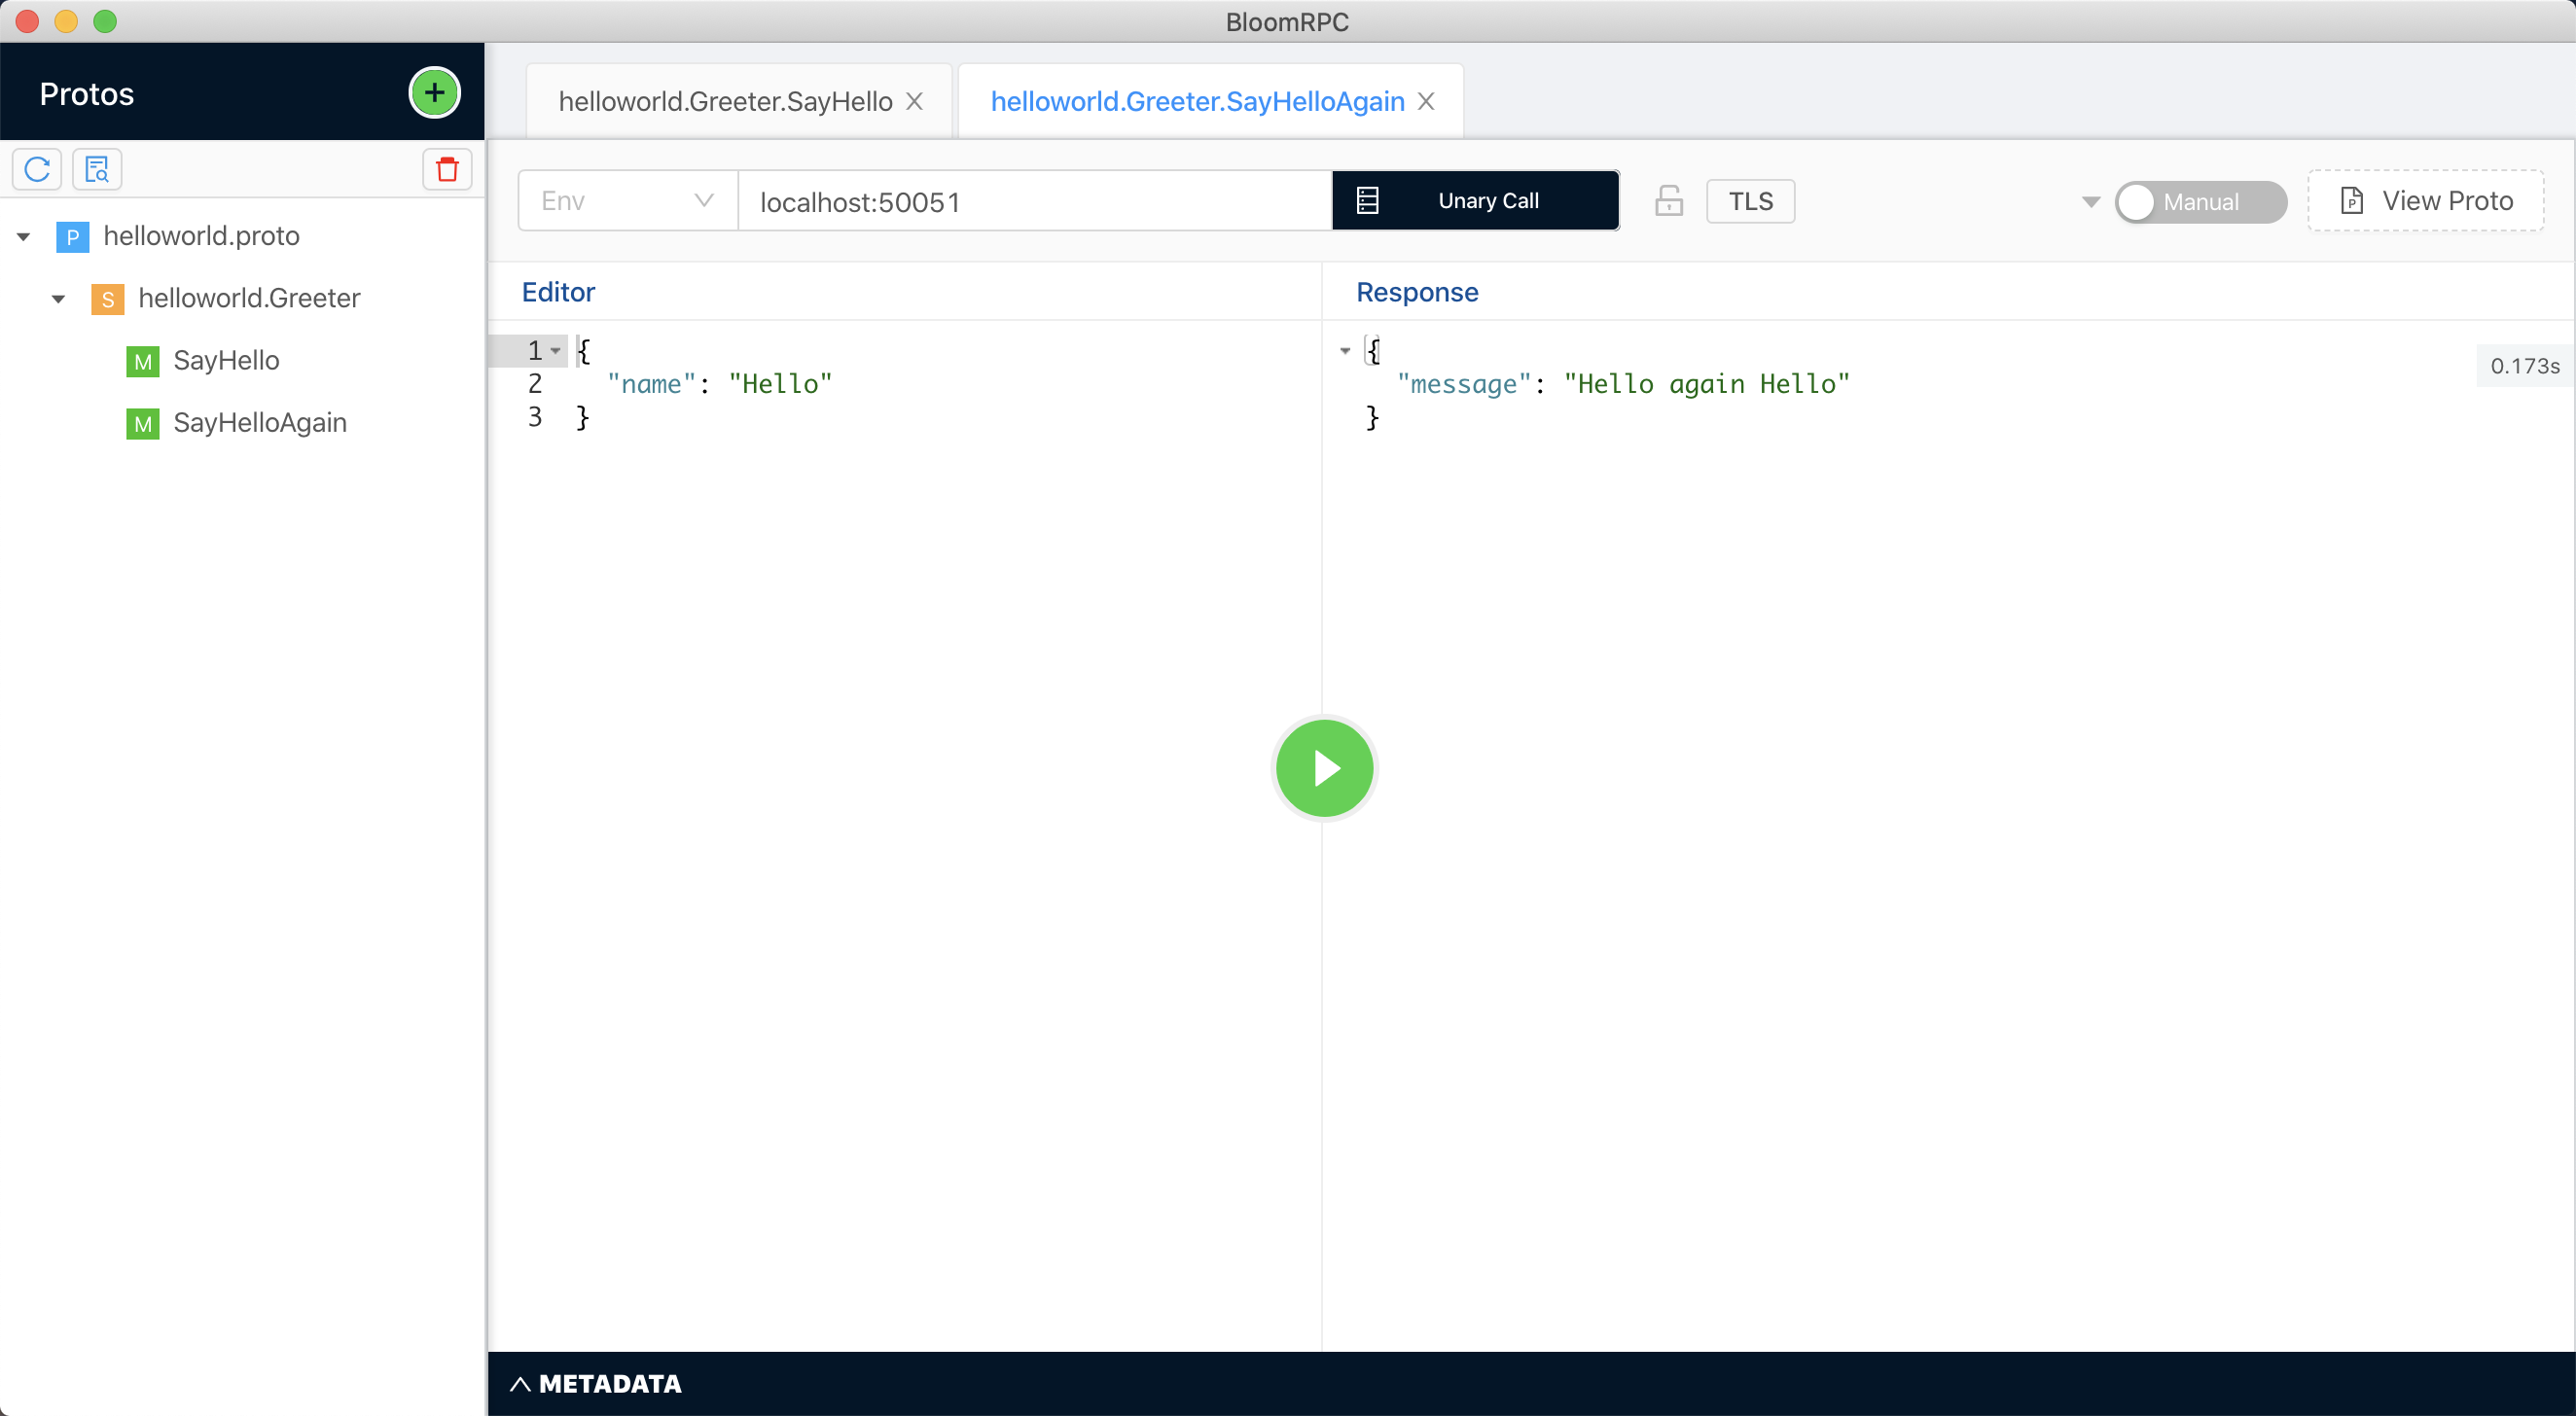 BloomRPC
Protos
+
helloworld.Greeter.SayHello X
helloworld.Greeter.SayHelloAgain X
Env
localhost:50051
Unary Call
TLS
Manual
P
View Proto
P helloworld.proto
S helloworld.Greeter
M SayHello
M SayHelloAgain
Editor
1 {
2 "name": "Hello"
3 }
Response
{
"message": "Hello again Hello"
}
0.173s
METADATA